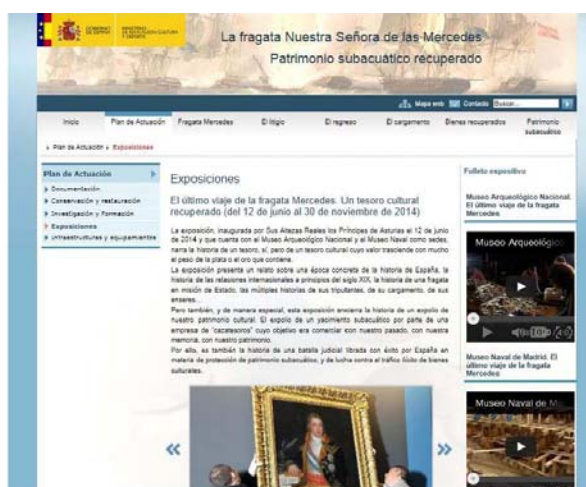 GOBIERNO DE ESPAÑA
MINISTERIO DE EDUCACIÓN, CULTURA Y DEPORTE
La fragata Nuestra Señora de las Mercedes
Patrimonio subacuático recuperado
Mapa web Contacto Buscar...
Inicio Plan de Actuación Fragata Mercedes El litigio El regreso El cargamento Bienes recuperados Patrimonio subacuático
Plan de Actuación Exposiciones
Plan de Actuación
Documentación
Conservación y restauración
Investigación y Formación
Exposiciones
Infraestructuras y equipamientos
Exposiciones
El último viaje de la fragata Mercedes. Un tesoro cultural
recuperado (del 12 de junio al 30 de noviembre de 2014)
La exposición, inaugurada por Sus Altezas Reales los Príncipes de Asturias el 12 de junio
de 2014 y que cuenta con el Museo Arqueológico Nacional y el Museo Naval como sedes,
narra la historia de un tesoro, sí, pero de un tesoro cultural cuyo valor trasciende con mucho
el peso de la plata o el oro que contiene.
La exposición presenta un relato sobre una época concreta de la historia de España, la
historia de las relaciones internacionales a principios del siglo XIX, la historia de una fragata
en misión de Estado, las múltiples historias de sus tripulantes, de su cargamento, de sus
enseres...
Pero también, y de manera especial, esta exposición encierra la historia de un expolio de
nuestro patrimonio cultural. El expolio de un yacimiento subacuático por parte de una
empresa de "cazatesoros" cuyo objetivo era comerciar con nuestro pasado, con nuestra
memoria, con nuestro patrimonio.
Por ello, es también la historia de una batalla judicial librada con éxito por España en
materia de protección de patrimonio subacuático, y de lucha contra el tráfico ilícito de bienes
culturales.
Folleto expositivo
Museo Arqueológico Nacional.
El último viaje de la fragata
Mercedes
Museo Arqueológic
Museo Naval de Madrid. El
último viaje de la fragata
Mercedes
Museo Naval de Ma